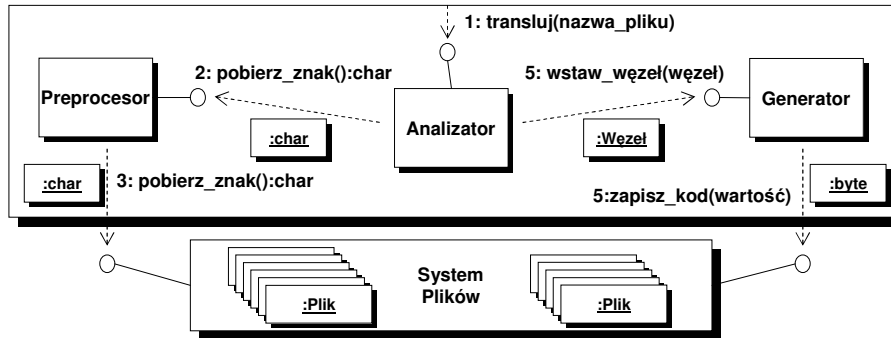 1: transluj(nazwa_pliku)
2: pobierz_znak():char
5: wstaw_węzeł(węzeł)
Preprocesor
Analizator
Generator
:char
:Węzeł
:char
3: pobierz_znak():char
5:zapisz_kod(wartość)
:byte
System
Plików
:Plik
:Plik